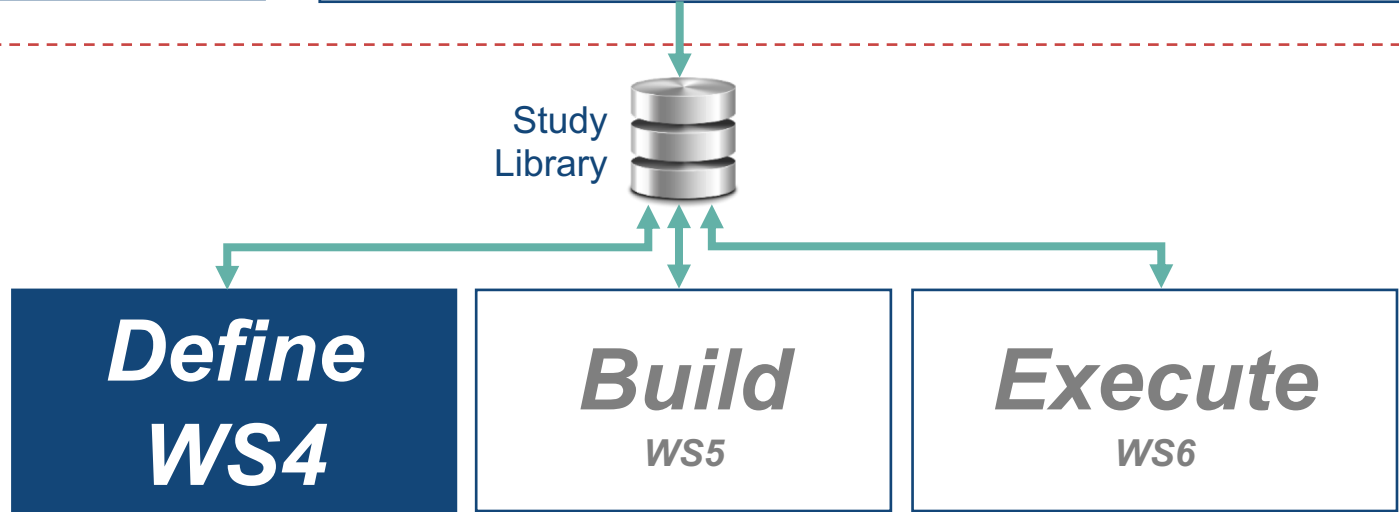 Study
Library
Define
WS4
Build
WS5
Execute
WS6